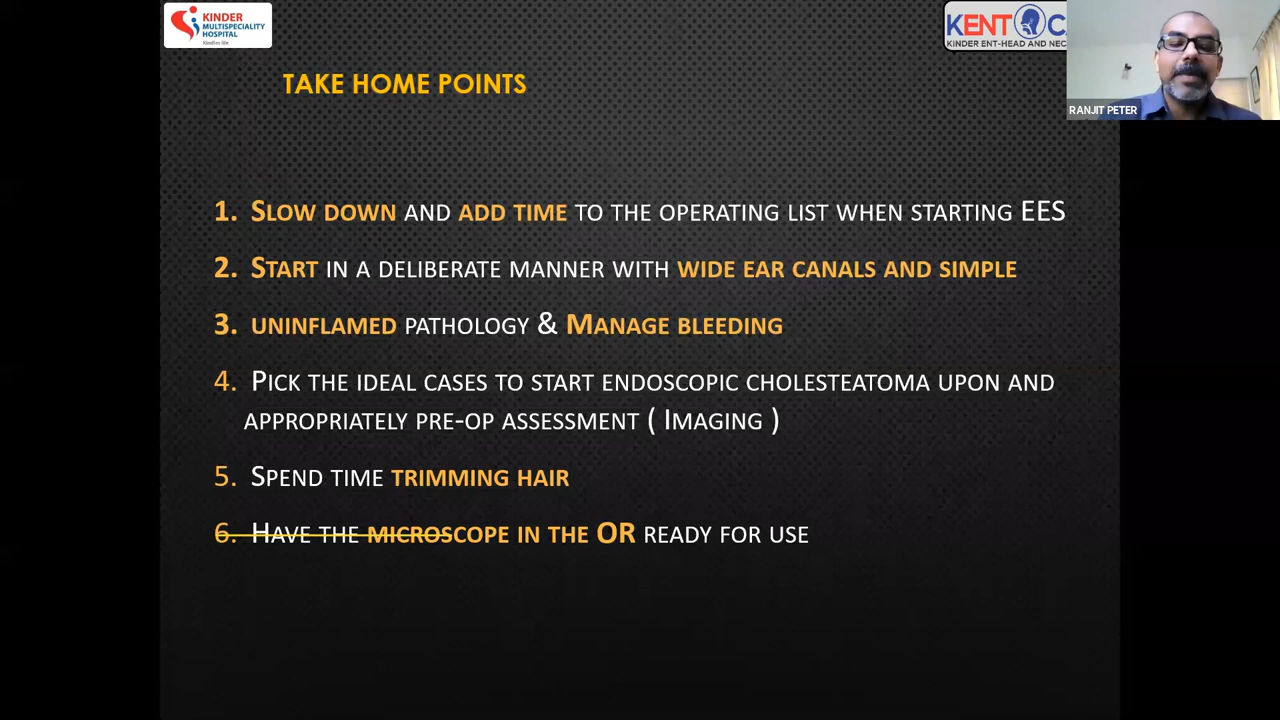 KINDER
MULTISPECIALITY
HOSPITAL
KENT
KINDER ENT-HEAD AND NEC
RANJIT PETER
TAKE HOME POINTS
1. SLOW DOWN AND ADD TIME TO THE OPERATING LIST WHEN STARTING EES
2. START IN A DELIBERATE MANNER WITH WIDE EAR CANALS AND SIMPLE
3. UNINFLAMED PATHOLOGY & MANAGE BLEEDING
4. PICK THE IDEAL CASES TO START ENDOSCOPIC CHOLESTEATOMA UPON AND
APPROPRIATELY PRE-OP ASSESSMENT ( IMAGING )
5. SPEND TIME TRIMMING HAIR
6. HAVE THE MICROSCOPE IN THE OR READY FOR USE